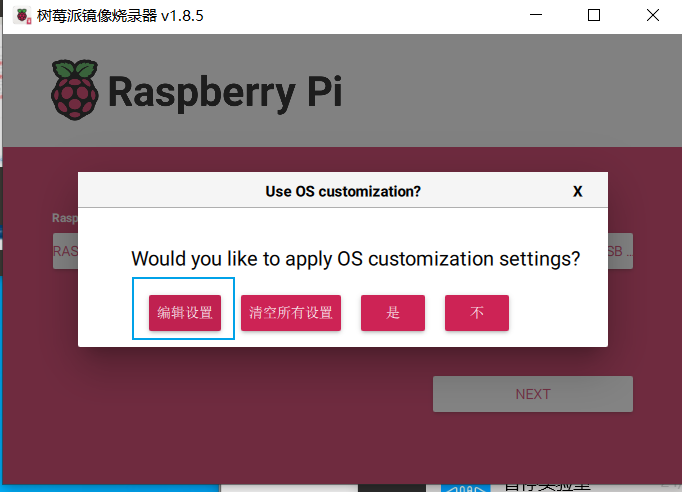 树莓派镜像烧录器 v1.8.5
Raspberry Pi
Use OS customization?
X
Rasp
RAS
SB ..
Would you like to apply OS customization settings?
编辑设置
清空所有设置
是
不
NEXT